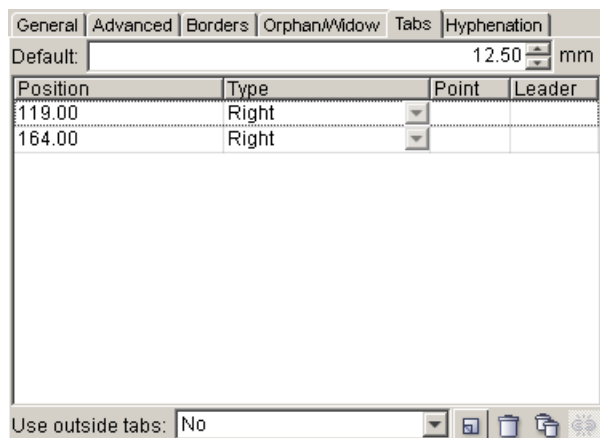 General Advanced Borders Orphan/Widow Tabs Hyphenation
Default: 12.50 mm
Position Type Point Leader
119.00 Right
164.00 Right
Use outside tabs: No